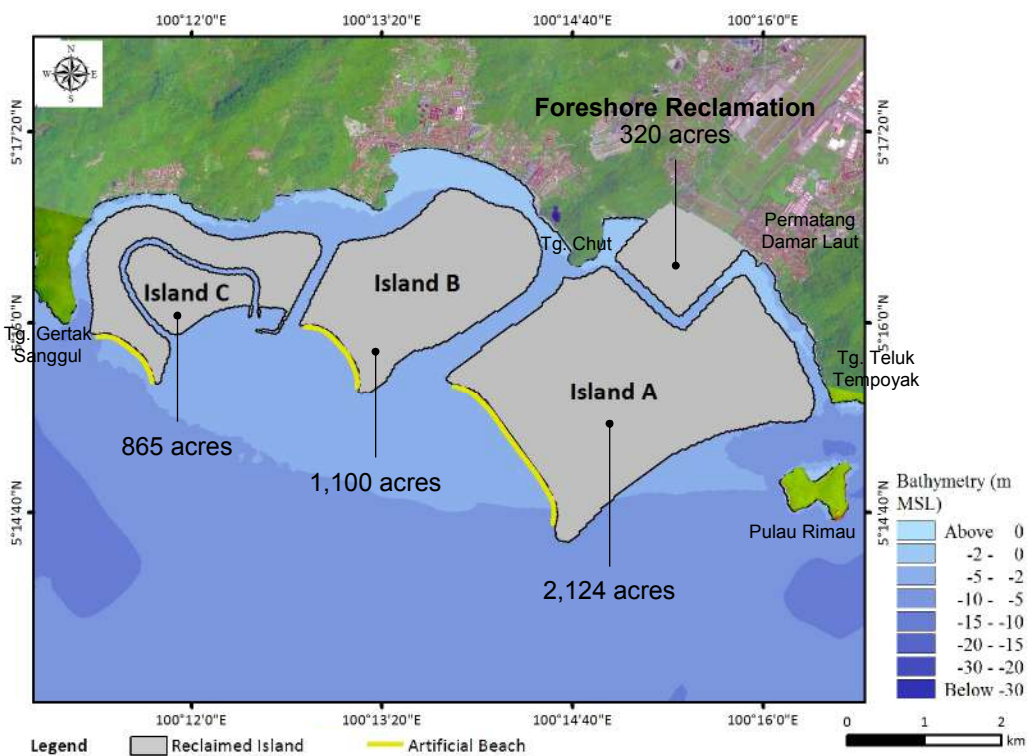 100°12'0"E 100°13'20"E 100°14'40"E 100°16'0"E
N
W E
S
Foreshore Reclamation
320 acres
5°17'20"N
5°17'20"N
Permatang
Damar Laut
Tg. Chut
Island C
Island B
5°16'0"N
5°16'0"N
Tg. Gertak
Sanggul
Tg. Teluk
Tempoyak
Island A
865 acres
1,100 acres
5°14'40"N
5°14'40"N
Pulau Rimau
2,124 acres
Bathymetry (m
MSL)
Above 0
-2 - 0
-5 - -2
-10 - -5
-15 - -10
-20 - -15
-30 - -20
Below -30
100°12'0"E 100°13'20"E 100°14'40"E 100°16'0"E
0 1 2
km
Legend Reclaimed Island Artificial Beach